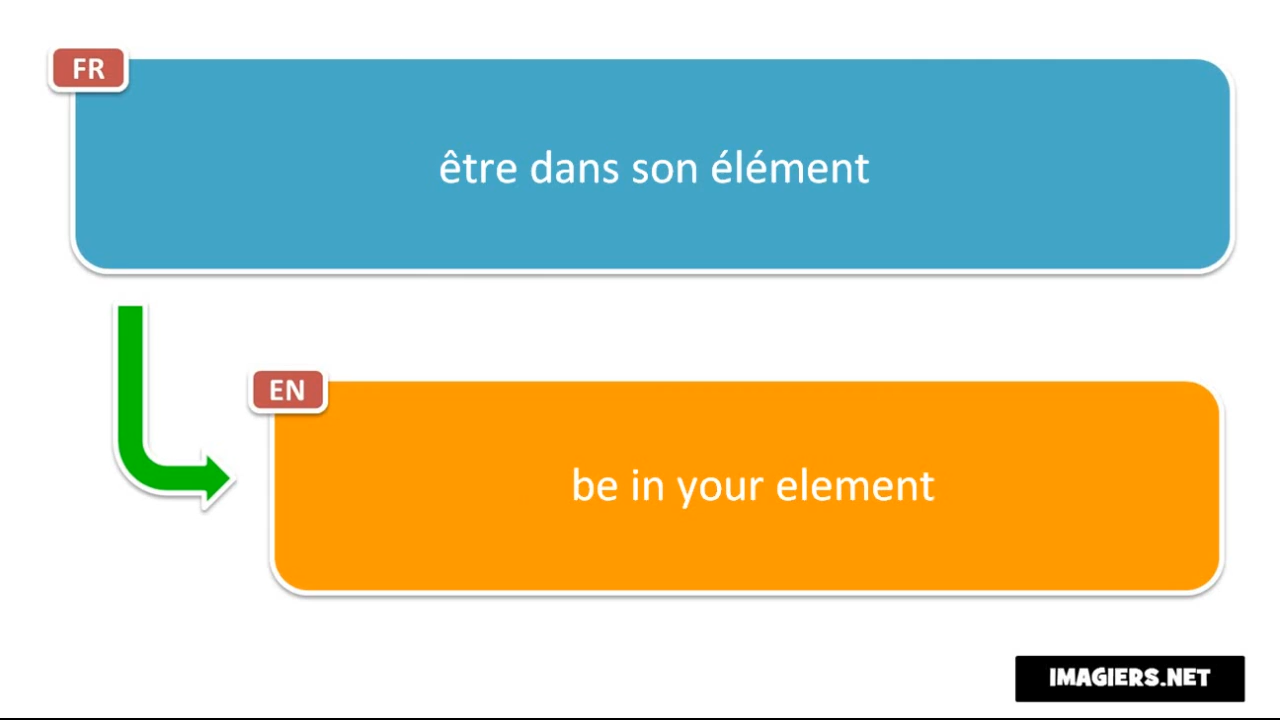 FR
être dans son élément
EN
be in your element
IMAGIERS.NET